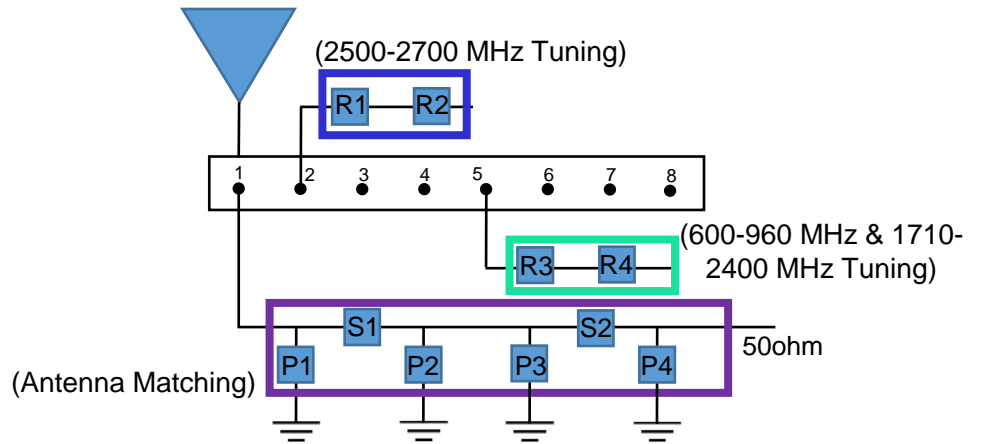 (2500-2700 MHz Tuning)
R1 R2
1 2 3 4 5 6 7 8
(600-960 MHz & 1710-
2400 MHz Tuning)
R3 R4
S1 S2
50ohm
P1 P2 P3 P4
(Antenna Matching)